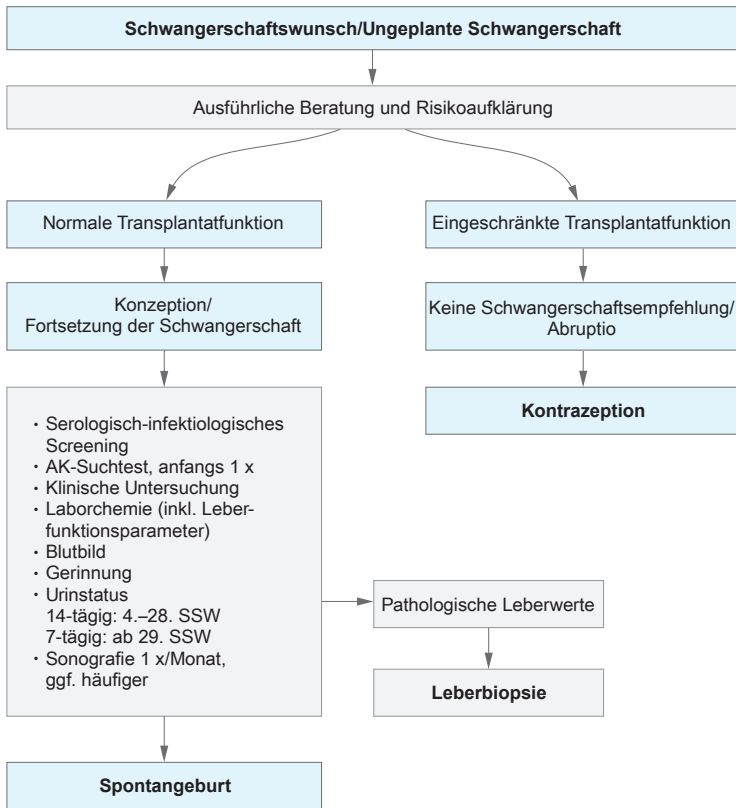 Schwangerschaftswunsch/Ungeplante Schwangerschaft
Ausführliche Beratung und Risikoaufklärung
Normale Transplantatfunktion
Eingeschränkte Transplantatfunktion
Konzeption/
Fortsetzung der Schwangerschaft
Keine Schwangerschaftsempfehlung/
Abruptio
Kontrazeption
· Serologisch-infektiologisches
Screening
· AK-Suchtest, anfangs 1 x
· Klinische Untersuchung
· Laborchemie (inkl. Leber-
funktionsparameter)
· Blutbild
· Gerinnung
· Urinstatus
14-tägig: 4.–28. SSW
7-tägig: ab 29. SSW
· Sonografie 1 x/Monat,
ggf. häufiger
Pathologische Leberwerte
Leberbiopsie
Spontangeburt